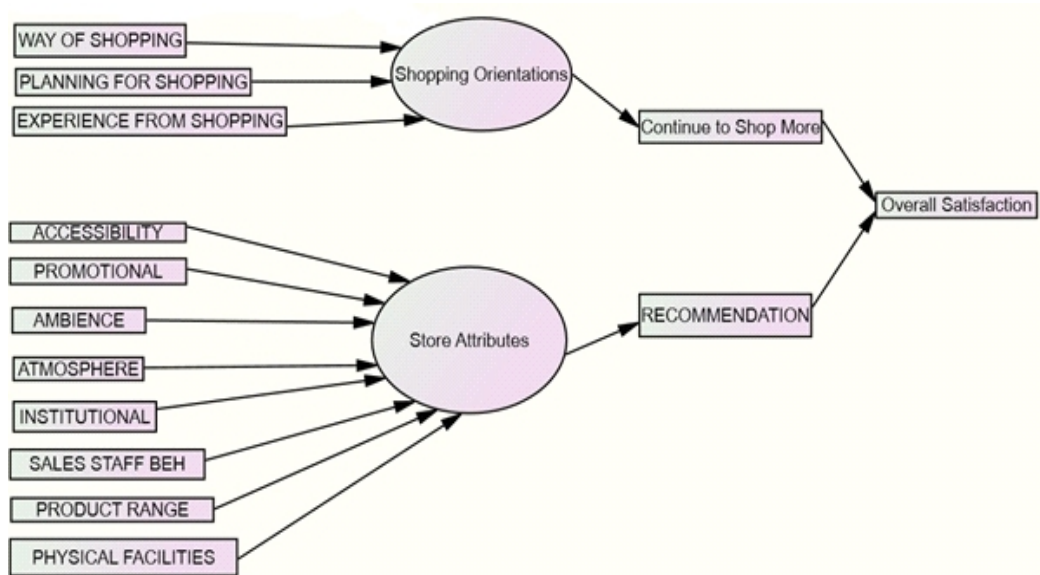 WAY OF SHOPPING
PLANNING FOR SHOPPING
EXPERIENCE FROM SHOPPING
Shopping Orientations
Continue to Shop More
Overall Satisfaction
ACCESSIBILITY
PROMOTIONAL
AMBIENCE
ATMOSPHERE
INSTITUTIONAL
SALES STAFF BEH
PRODUCT RANGE
PHYSICAL FACILITIES
Store Attributes
RECOMMENDATION